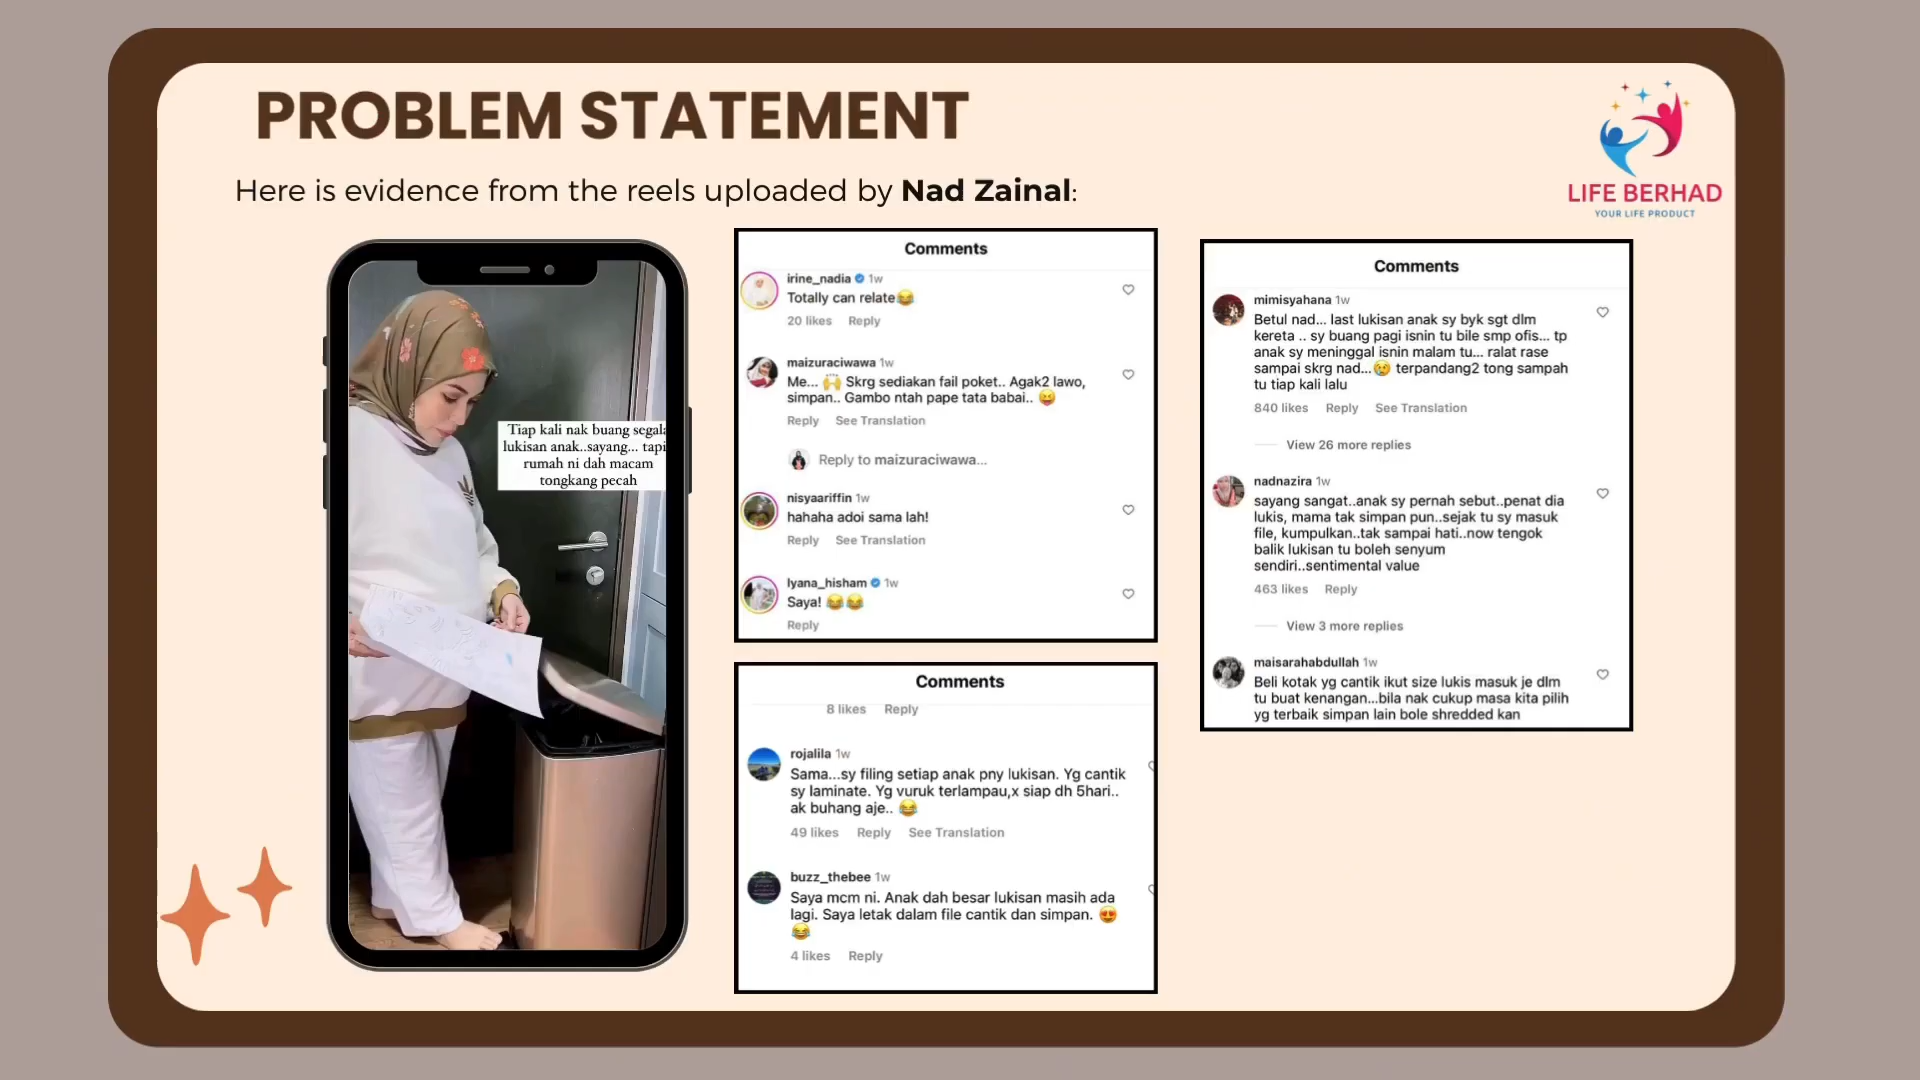 PROBLEM STATEMENT
Here is evidence from the reels uploaded by Nad Zainal:
LIFE BERHAD
YOUR LIFE PRODUCT
Tiap kali nak buang segala
lukisan anak..sayang... tapi
rumah ni dah macam
tongkang pecah
Comments
irine_nadia 1w
Totally can relate😂
20 likes Reply
maizuraciwawa 1w
Me... 🙌 Skrg sediakan fail poket.. Agak2 lawo,
simpan.. Gambo ntah pape tata babai.. 😝
Reply See Translation
Reply to maizuraciwawa...
nisyaariffin 1w
hahaha adoi sama lah!
Reply See Translation
lyana_hisham 1w
Saya! 😂😂
Reply
Comments
8 likes Reply
rojalila 1w
Sama...sy filing setiap anak pny lukisan. Yg cantik
sy laminate. Yg vuruk terlampau,x siap dh 5hari..
ak buhang aje.. 😂
49 likes Reply See Translation
buzz_thebee 1w
Saya mcm ni. Anak dah besar lukisan masih ada
lagi. Saya letak dalam file cantik dan simpan. 😍
😂
4 likes Reply
Comments
mimisyahana 1w
Betul nad... last lukisan anak sy byk sgt dlm
kereta .. sy buang pagi isnin tu bile smp ofis... tp
anak sy meninggal isnin malam tu... ralat rase
sampai skrg nad...😢 terpandang2 tong sampah
tu tiap kali lalu
840 likes Reply See Translation
View 26 more replies
nadnazira 1w
sayang sangat..anak sy pernah sebut..penat dia
lukis, mama tak simpan pun..sejak tu sy masuk
file, kumpulkan..tak sampai hati..now tengok
balik lukisan tu boleh senyum
sendiri..sentimental value
463 likes Reply
View 3 more replies
maisarahabdullah 1w
Beli kotak yg cantik ikut size lukis masuk je dlm
tu buat kenangan...bila nak cukup masa kita pilih
yg terbaik simpan lain bole shredded kan